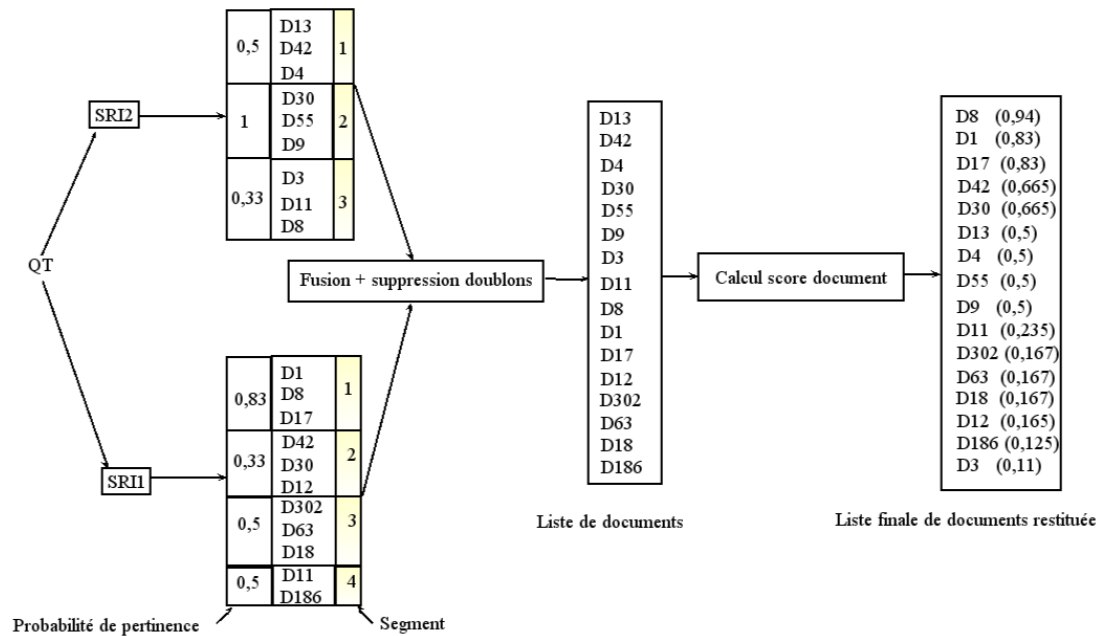 0,5
D13
D42
D4
1
SRI2
1
D30
D55
D9
2
0,33
D3
D11
D8
3
QT
Fusion + suppression doublons
SRI1
0,83
D1
D8
D17
1
0,33
D42
D30
D12
2
0,5
D302
D63
D18
3
0,5
D11
D186
4
Probabilité de pertinence
Segment
D13
D42
D4
D30
D55
D9
D3
D11
D8
D1
D17
D12
D302
D63
D18
D186
Liste de documents
Calcul score document
D8 (0,94)
D1 (0,83)
D17 (0,83)
D42 (0,665)
D30 (0,665)
D13 (0,5)
D4 (0,5)
D55 (0,5)
D9 (0,5)
D11 (0,235)
D302 (0,167)
D63 (0,167)
D18 (0,167)
D12 (0,165)
D186 (0,125)
D3 (0,11)
Liste finale de documents restituée